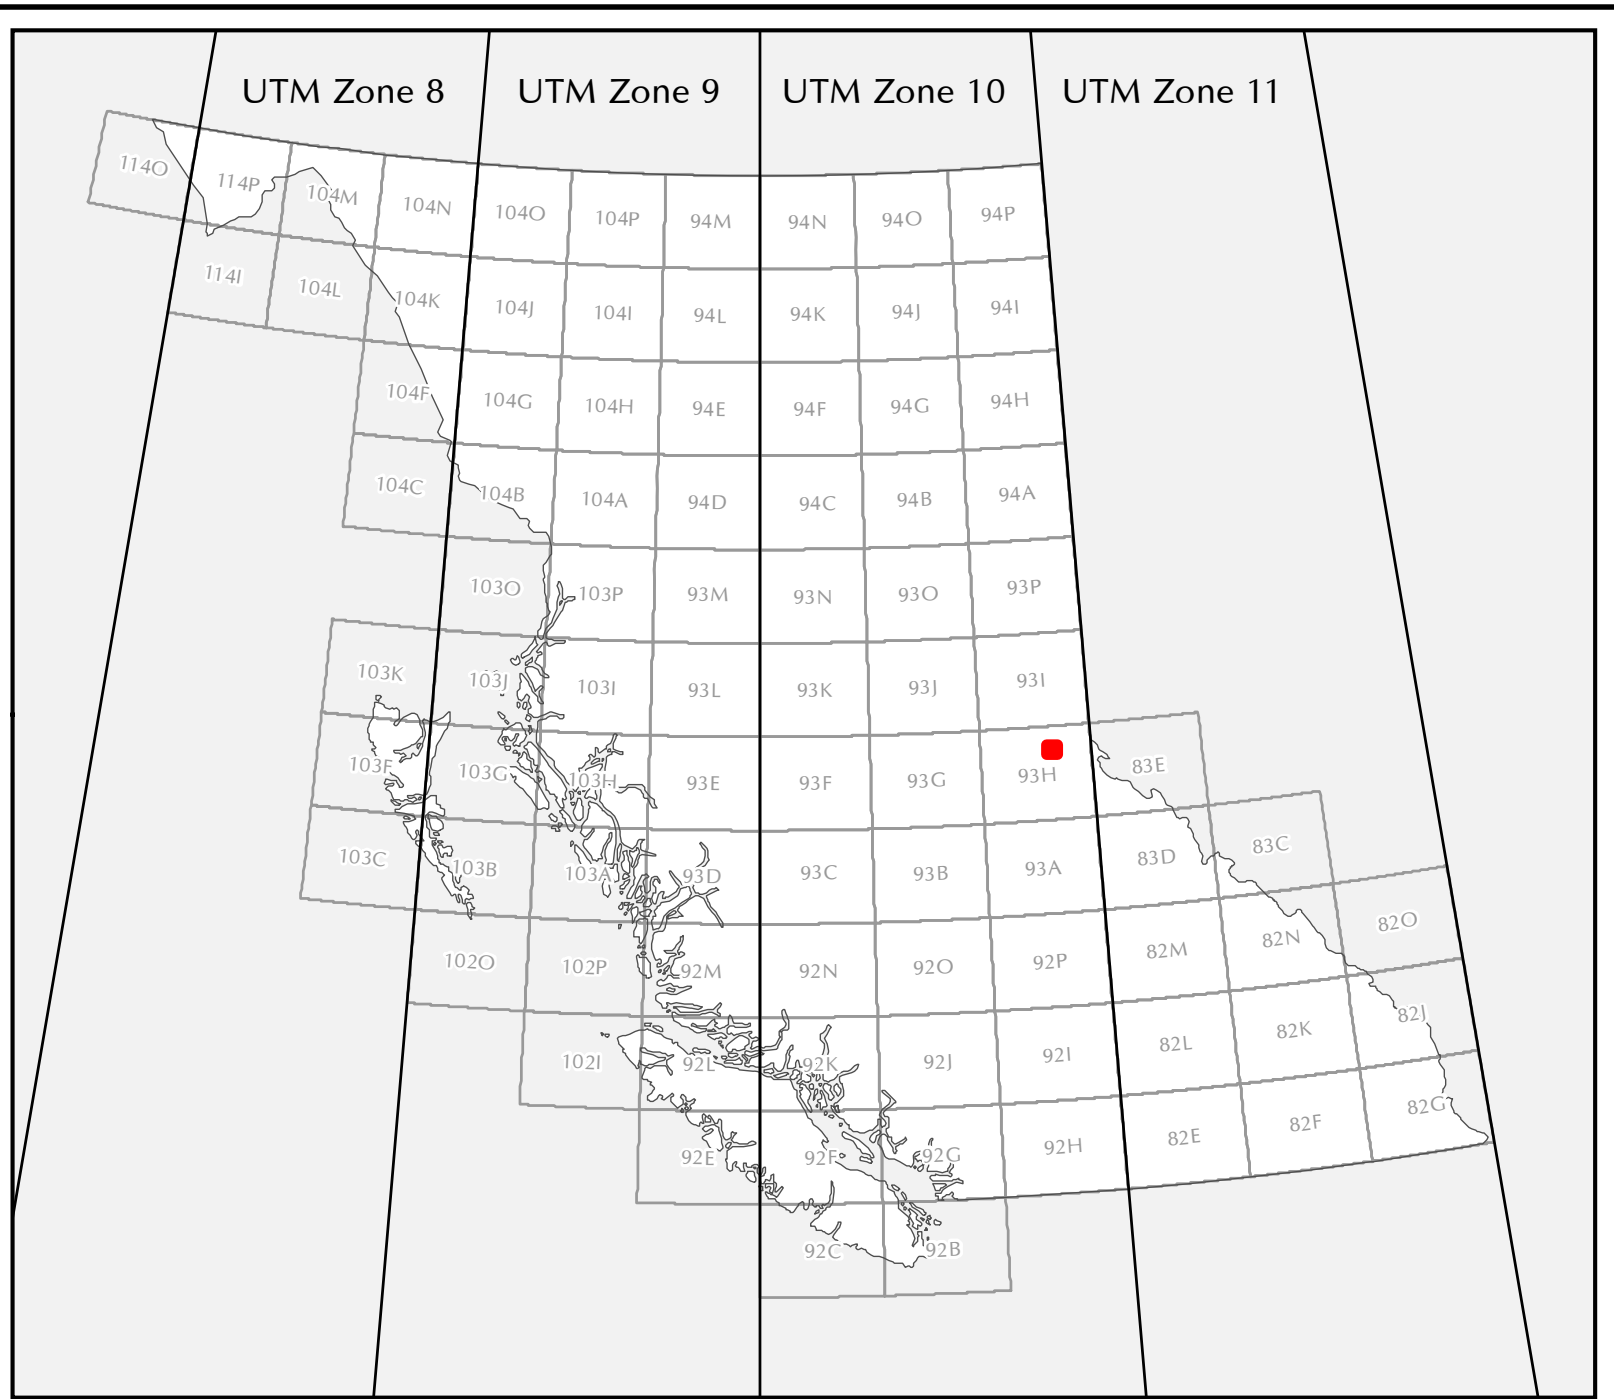 UTM Zone 8 UTM Zone 9 UTM Zone 10 UTM Zone 11
114O 114P 104M 104N 104O 104P 94M 94N 94O 94P
114I 104L 104K 104J 104I 94L 94K 94J 94I
104F 104G 104H 94E 94F 94G 94H
104C 104B 104A 94D 94C 94B 94A
103O 103P 93M 93N 93O 93P
103K 103J 103I 93L 93K 93J 93I
103F 103G 103H 93E 93F 93G 93H 83E
103C 103B 103A 93D 93C 93B 93A 83D 83C
102O 102P 92M 92N 92O 92P 82M 82N 82O
102I 92L 92K 92J 92I 82L 82K 82J
92E 92F 92G 92H 82E 82F 82G
92C 92B